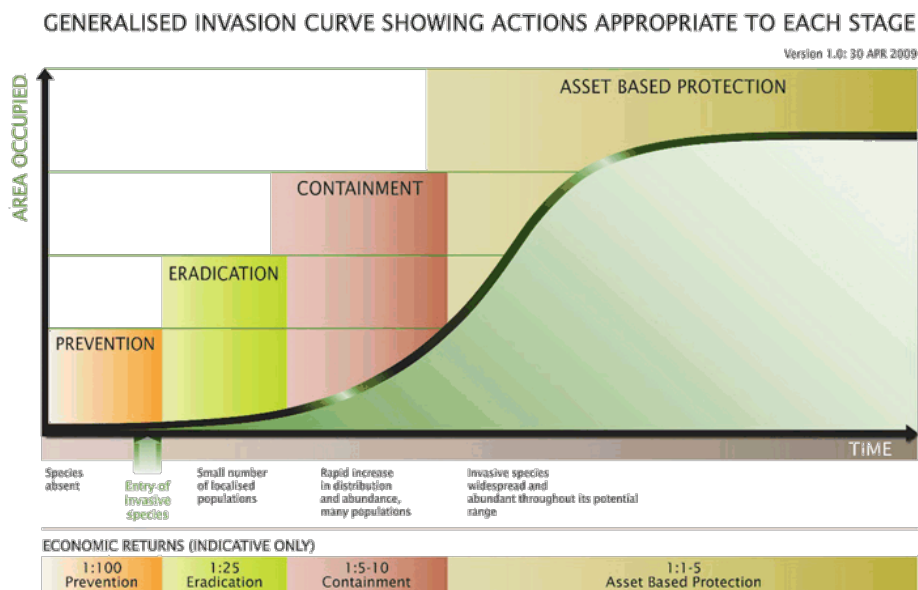 GENERALISED INVASION CURVE SHOWING ACTIONS APPROPRIATE TO EACH STAGE
Version 1.0: 30 APR 2009
AREA OCCUPIED
ASSET BASED PROTECTION
CONTAINMENT
ERADICATION
PREVENTION
TIME
Species
absent
Entry of
invasive
species
Small number
of localised
populations
Rapid increase
in distribution
and abundance,
many populations
Invasive species
widespread and
abundant throughout its potential
range
ECONOMIC RETURNS (INDICATIVE ONLY)
1:100
Prevention
1:25
Eradication
1:5-10
Containment
1:1-5
Asset Based Protection